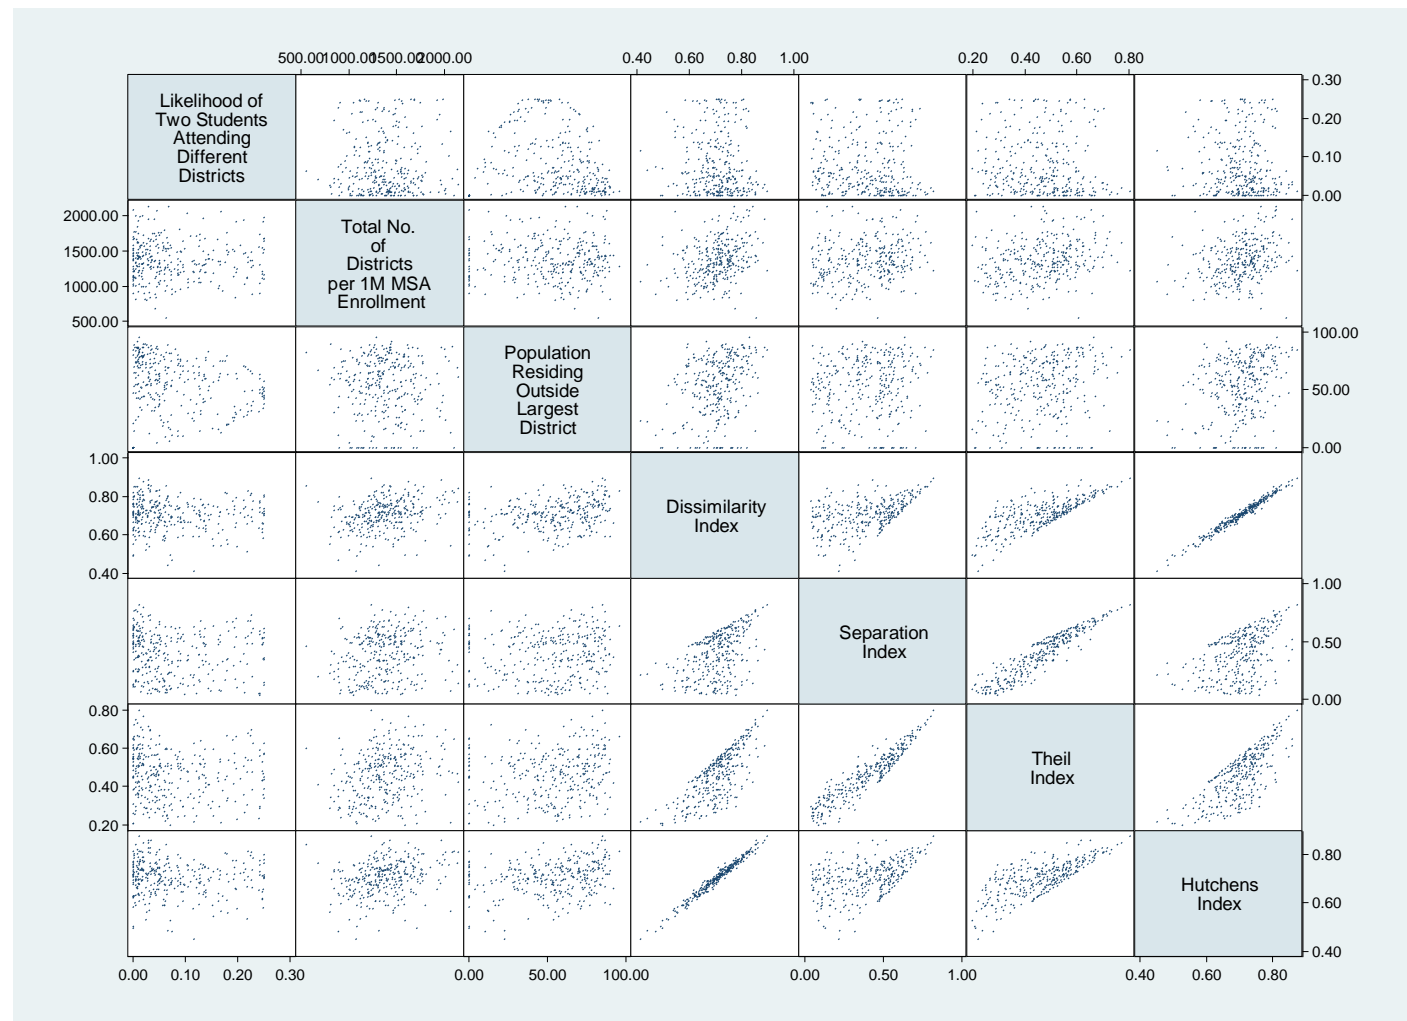 500.00 1000.00 1500.00 2000.00 0.40 0.60 0.80 1.00 0.20 0.40 0.60 0.80
Likelihood of
Two Students
Attending
Different
Districts
0.30
0.20
0.10
0.00
2000.00
1500.00
1000.00
500.00
Total No.
of
Districts
per 1M MSA
Enrollment
Population
Residing
Outside
Largest
District
100.00
50.00
0.00
1.00
0.80
0.60
0.40
Dissimilarity
Index
Separation
Index
1.00
0.50
0.00
0.80
0.60
0.40
0.20
Theil
Index
Hutchens
Index
0.80
0.60
0.40
0.00 0.10 0.20 0.30 0.00 50.00 100.00 0.00 0.50 1.00 0.40 0.60 0.80